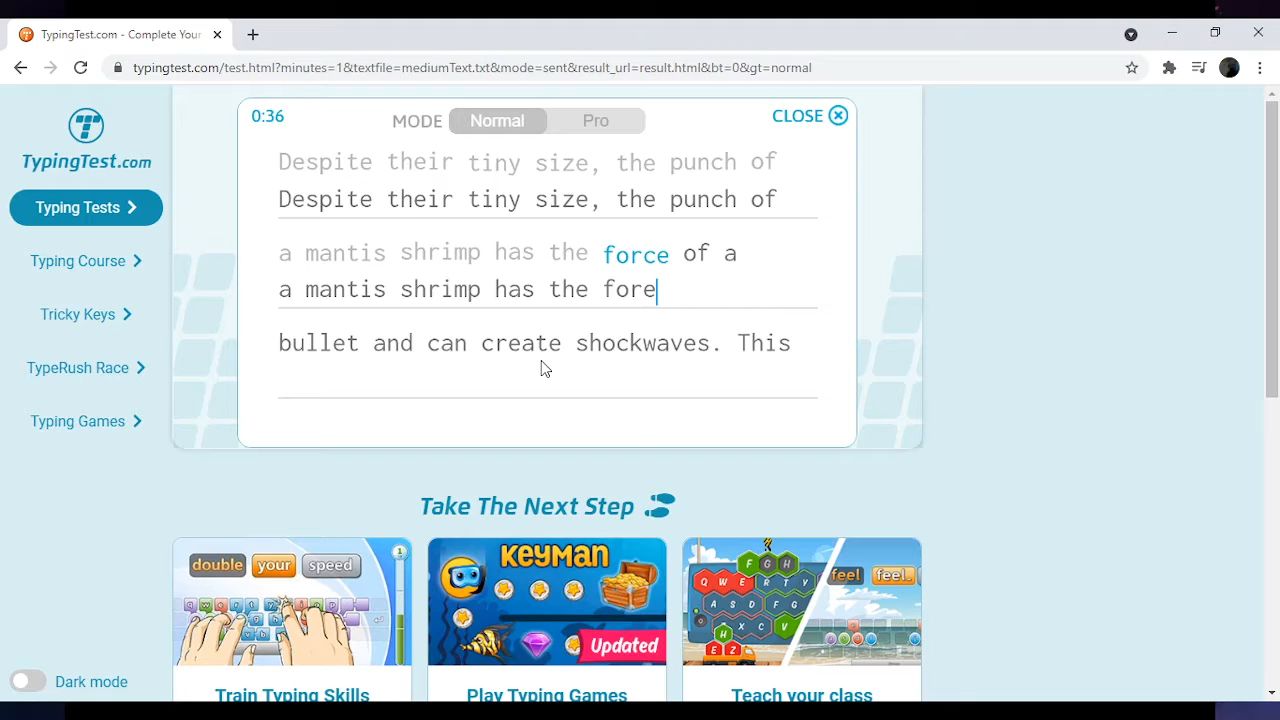 TypingTest.com - Complete Your
typingtest.com/test.html?minutes=1&textfile=mediumText.txt&mode=sent&result_url=result.html&bt=0&gt=normal
TypingTest.com
Typing Tests
Typing Course
Tricky Keys
TypeRush Race
Typing Games
Dark mode
0:36
MODE Normal Pro
CLOSE
Despite their tiny size, the punch of
Despite their tiny size, the punch of
a mantis shrimp has the force of a
a mantis shrimp has the fore
bullet and can create shockwaves. This
Take The Next Step
double your speed
Train Typing Skills
KEYMAN
Updated
Play Typing Games
F G H
Q W E R T Y
A S D F G
X C V
H
E Z
feel feel..
Teach your class